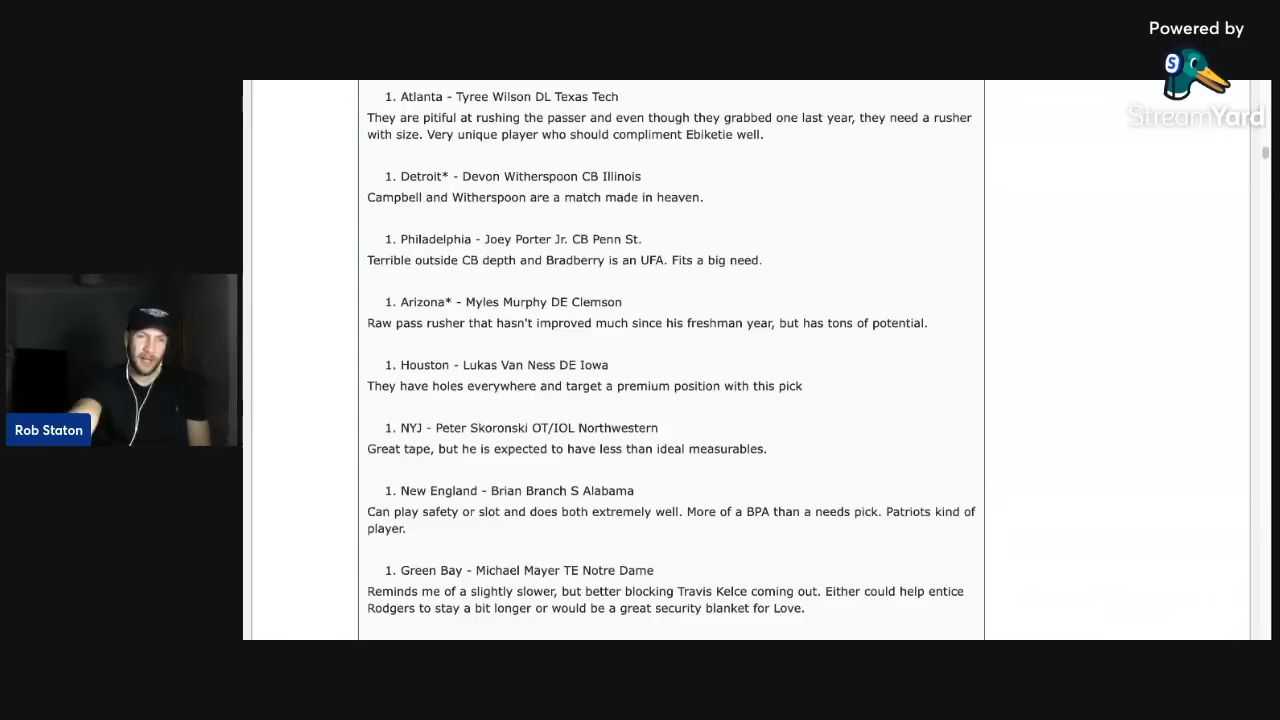 Powered by
StreamYard
1. Atlanta - Tyree Wilson DL Texas Tech
They are pitiful at rushing the passer and even though they grabbed one last year, they need a rusher
with size. Very unique player who should compliment Ebiketie well.
1. Detroit* - Devon Witherspoon CB Illinois
Campbell and Witherspoon are a match made in heaven.
1. Philadelphia - Joey Porter Jr. CB Penn St.
Terrible outside CB depth and Bradberry is an UFA. Fits a big need.
1. Arizona* - Myles Murphy DE Clemson
Raw pass rusher that hasn't improved much since his freshman year, but has tons of potential.
1. Houston - Lukas Van Ness DE Iowa
They have holes everywhere and target a premium position with this pick
1. NYJ - Peter Skoronski OT/IOL Northwestern
Great tape, but he is expected to have less than ideal measurables.
1. New England - Brian Branch S Alabama
Can play safety or slot and does both extremely well. More of a BPA than a needs pick. Patriots kind of
player.
1. Green Bay - Michael Mayer TE Notre Dame
Reminds me of a slightly slower, but better blocking Travis Kelce coming out. Either could help entice
Rodgers to stay a bit longer or would be a great security blanket for Love.
Rob Staton